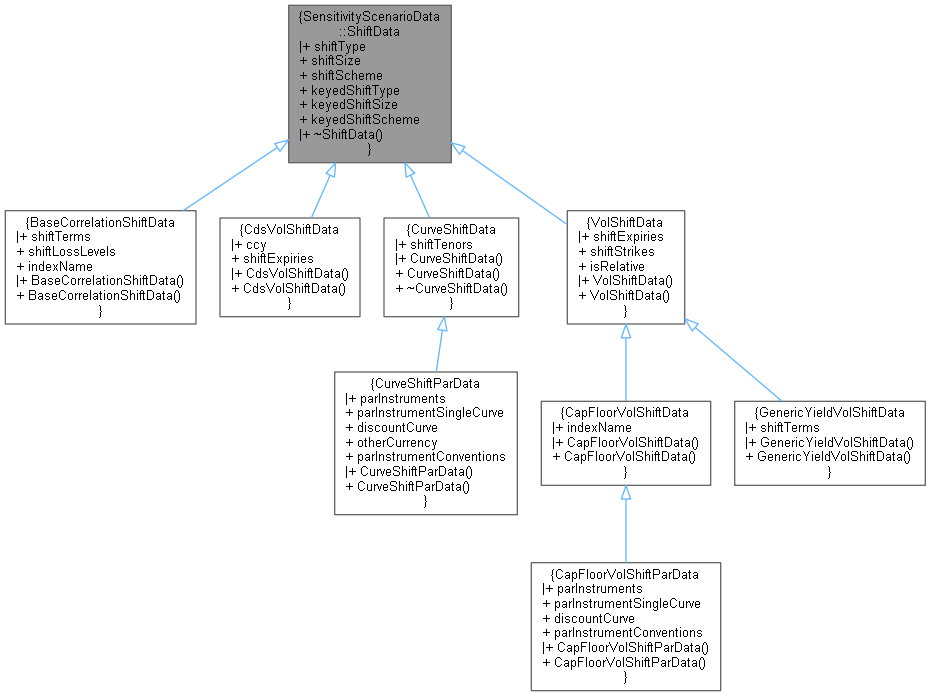 {SensitivityScenarioData
::ShiftData
|+ shiftType
+ shiftSize
+ shiftScheme
+ keyedShiftType
+ keyedShiftSize
+ keyedShiftScheme
|+ ~ShiftData()
}
{BaseCorrelationShiftData
|+ shiftTerms
+ shiftLossLevels
+ indexName
|+ BaseCorrelationShiftData()
+ BaseCorrelationShiftData()
}
{CdsVolShiftData
|+ ccy
+ shiftExpiries
|+ CdsVolShiftData()
+ CdsVolShiftData()
}
{CurveShiftData
|+ shiftTenors
|+ CurveShiftData()
+ CurveShiftData()
+ ~CurveShiftData()
}
{VolShiftData
|+ shiftExpiries
+ shiftStrikes
+ isRelative
|+ VolShiftData()
+ VolShiftData()
}
{CurveShiftParData
|+ parInstruments
+ parInstrumentSingleCurve
+ discountCurve
+ otherCurrency
+ parInstrumentConventions
|+ CurveShiftParData()
+ CurveShiftParData()
}
{CapFloorVolShiftData
|+ indexName
|+ CapFloorVolShiftData()
+ CapFloorVolShiftData()
}
{GenericYieldVolShiftData
|+ shiftTerms
|+ GenericYieldVolShiftData()
+ GenericYieldVolShiftData()
}
{CapFloorVolShiftParData
|+ parInstruments
+ parInstrumentSingleCurve
+ discountCurve
+ parInstrumentConventions
|+ CapFloorVolShiftParData()
+ CapFloorVolShiftParData()
}